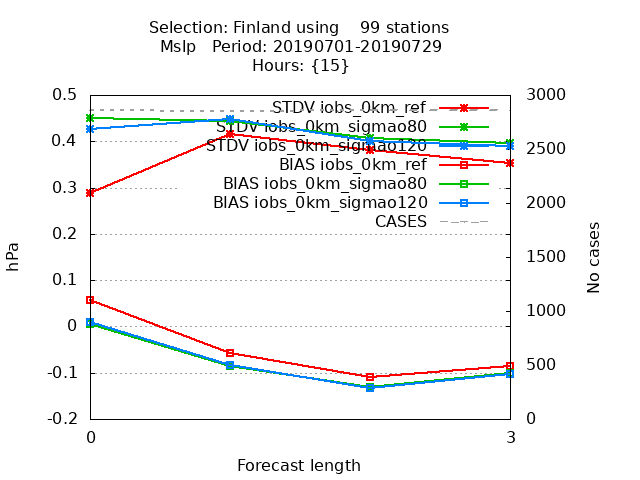 Selection: Finland using 99 stations
Mslp Period: 20190701-20190729
Hours: {15}
0.5
0.4
0.3
0.2
0.1
0
-0.1
-0.2
hPa
STDV iobs_0km_ref
STDV iobs_0km_sigmao80
STDV iobs_0km_sigmao120
BIAS iobs_0km_ref
BIAS iobs_0km_sigmao80
BIAS iobs_0km_sigmao120
CASES
3000
2500
2000
1500
1000
500
0
No cases
0 3
Forecast length